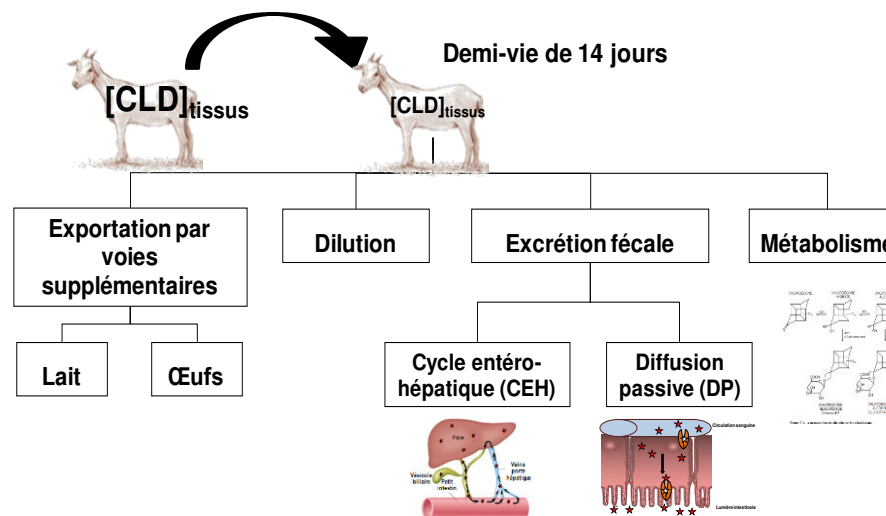 Demi-vie de 14 jours
[CLD]tissus
[CLD]tissus
Exportation par
voies
supplémentaires
Dilution
Excrétion fécale
Métabolisme
Lait
Œufs
Cycle entéro-
hépatique (CEH)
Diffusion
passive (DP)
Foie
Vésicule
biliaire
Petit
intestin
Veine
porte
hépatique
Circulation sanguine
Lumière intestinale